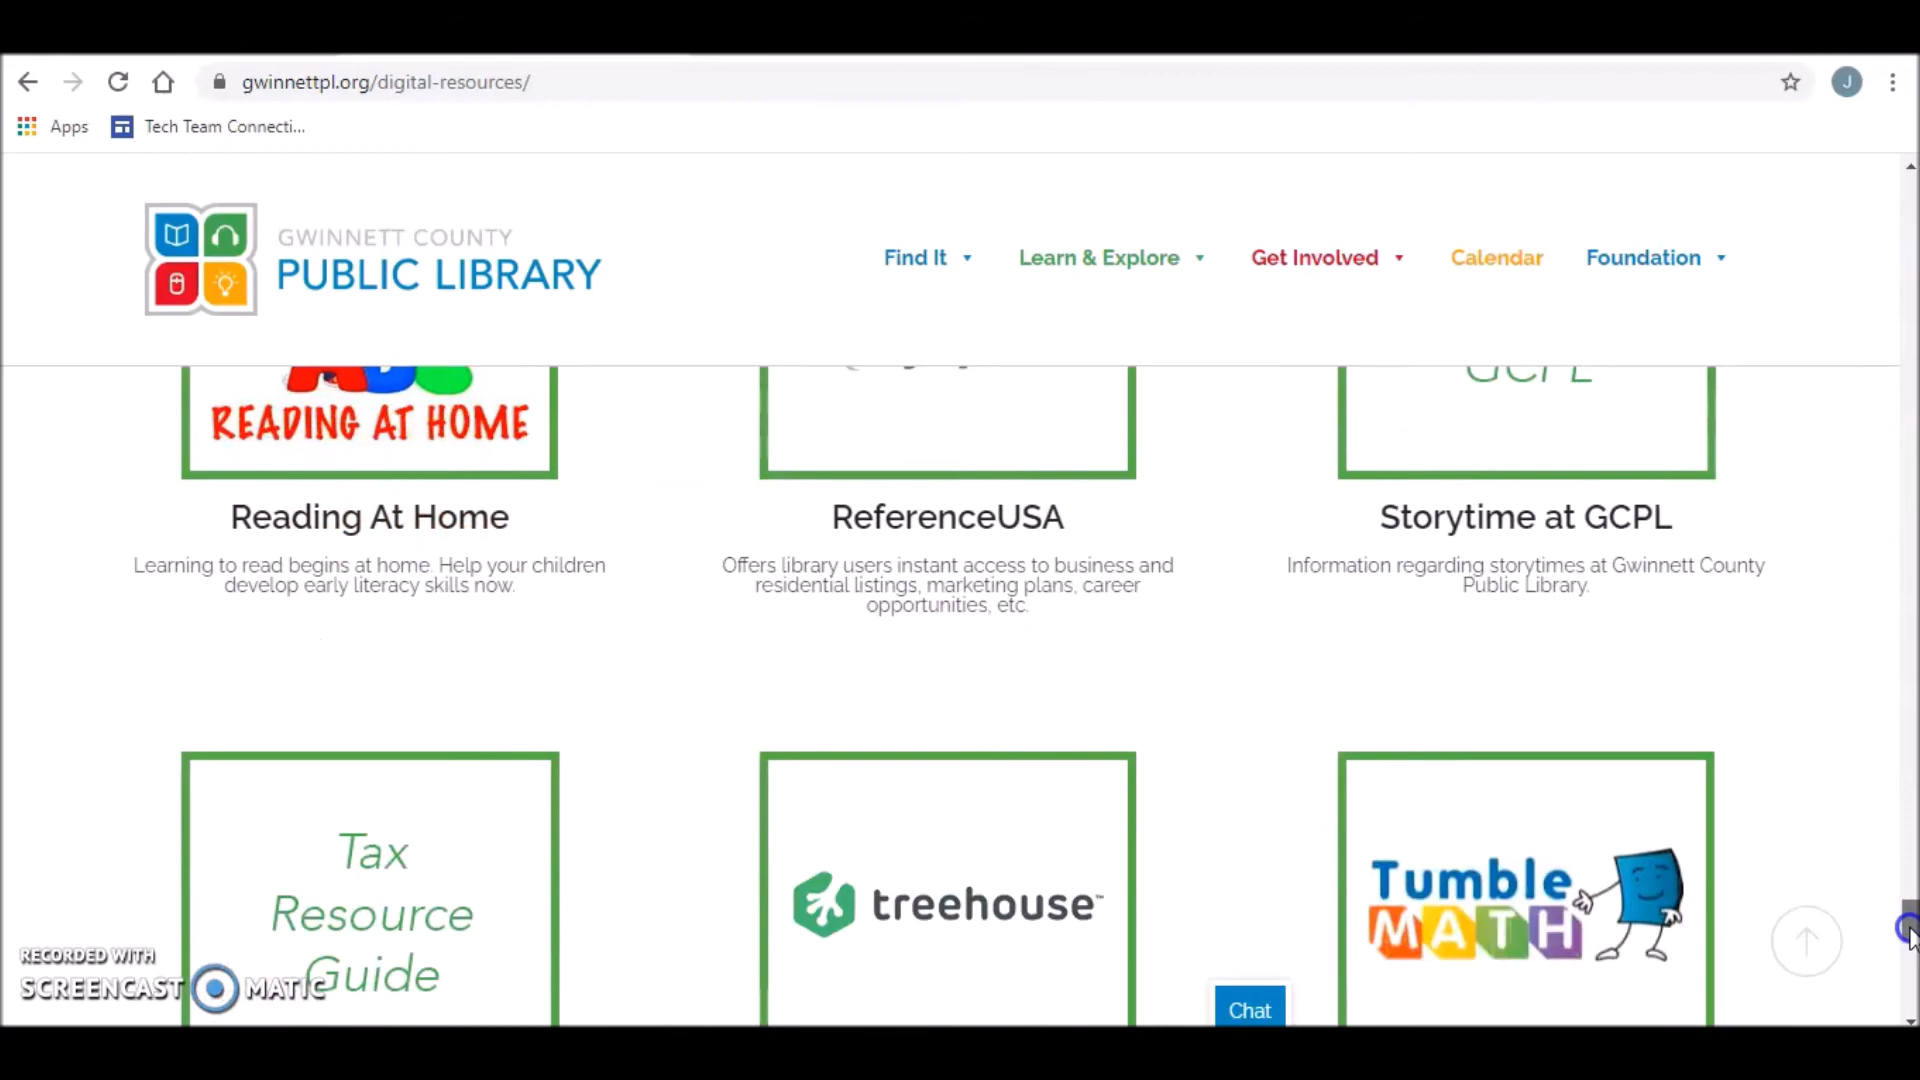 gwinnettpl.org/digital-resources/
J
Apps
Tech Team Connecti...
GWINNETT COUNTY
PUBLIC LIBRARY
Find It
Learn & Explore
Get Involved
Calendar
Foundation
READING AT HOME
GCPL
Reading At Home
Learning to read begins at home. Help your children
develop early literacy skills now.
ReferenceUSA
Offers library users instant access to business and
residential listings, marketing plans, career
opportunities, etc.
Storytime at GCPL
Information regarding storytimes at Gwinnett County
Public Library.
Tax
Resource
Guide
treehouse™
Tumble
MATH
Chat
RECORDED WITH
SCREENCAST MATIC